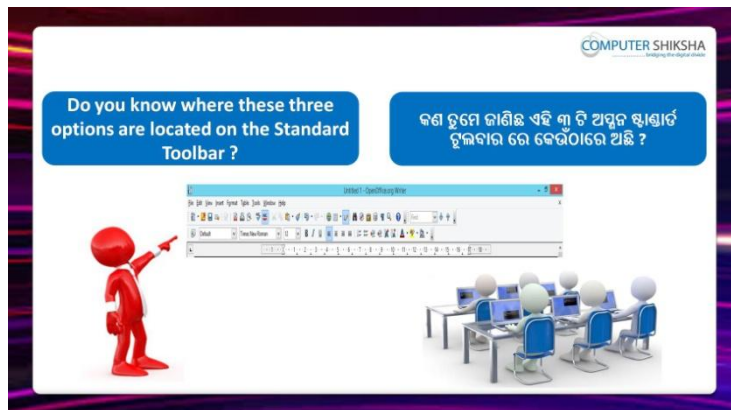 COMPUTER SHIKSHA
bridging the digital divide
Do you know where these three
options are located on the Standard
Toolbar ?
କଣ ତୁମେ ଜାଣିଛ ଏହି ୩ ଟି ଅପ୍ସନ ଷ୍ଟାଣ୍ଡାର୍ଡ
ଟୂଲବାର ରେ କେଉଁଠାରେ ଅଛି ?
Untitled 1 - OpenOffice.org Writer
File Edit View Insert Format Table Tools Window Help
Default Times New Roman 12